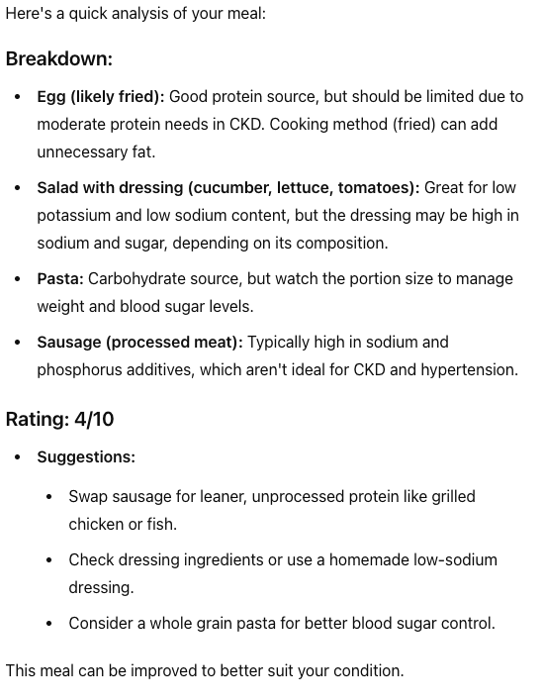 Here's a quick analysis of your meal:
Breakdown:
• Egg (likely fried): Good protein source, but should be limited due to
moderate protein needs in CKD. Cooking method (fried) can add
unnecessary fat.
• Salad with dressing (cucumber, lettuce, tomatoes): Great for low
potassium and low sodium content, but the dressing may be high in
sodium and sugar, depending on its composition.
• Pasta: Carbohydrate source, but watch the portion size to manage
weight and blood sugar levels.
• Sausage (processed meat): Typically high in sodium and
phosphorus additives, which aren't ideal for CKD and hypertension.
Rating: 4/10
• Suggestions:
• Swap sausage for leaner, unprocessed protein like grilled
chicken or fish.
• Check dressing ingredients or use a homemade low-sodium
dressing.
• Consider a whole grain pasta for better blood sugar control.
This meal can be improved to better suit your condition.